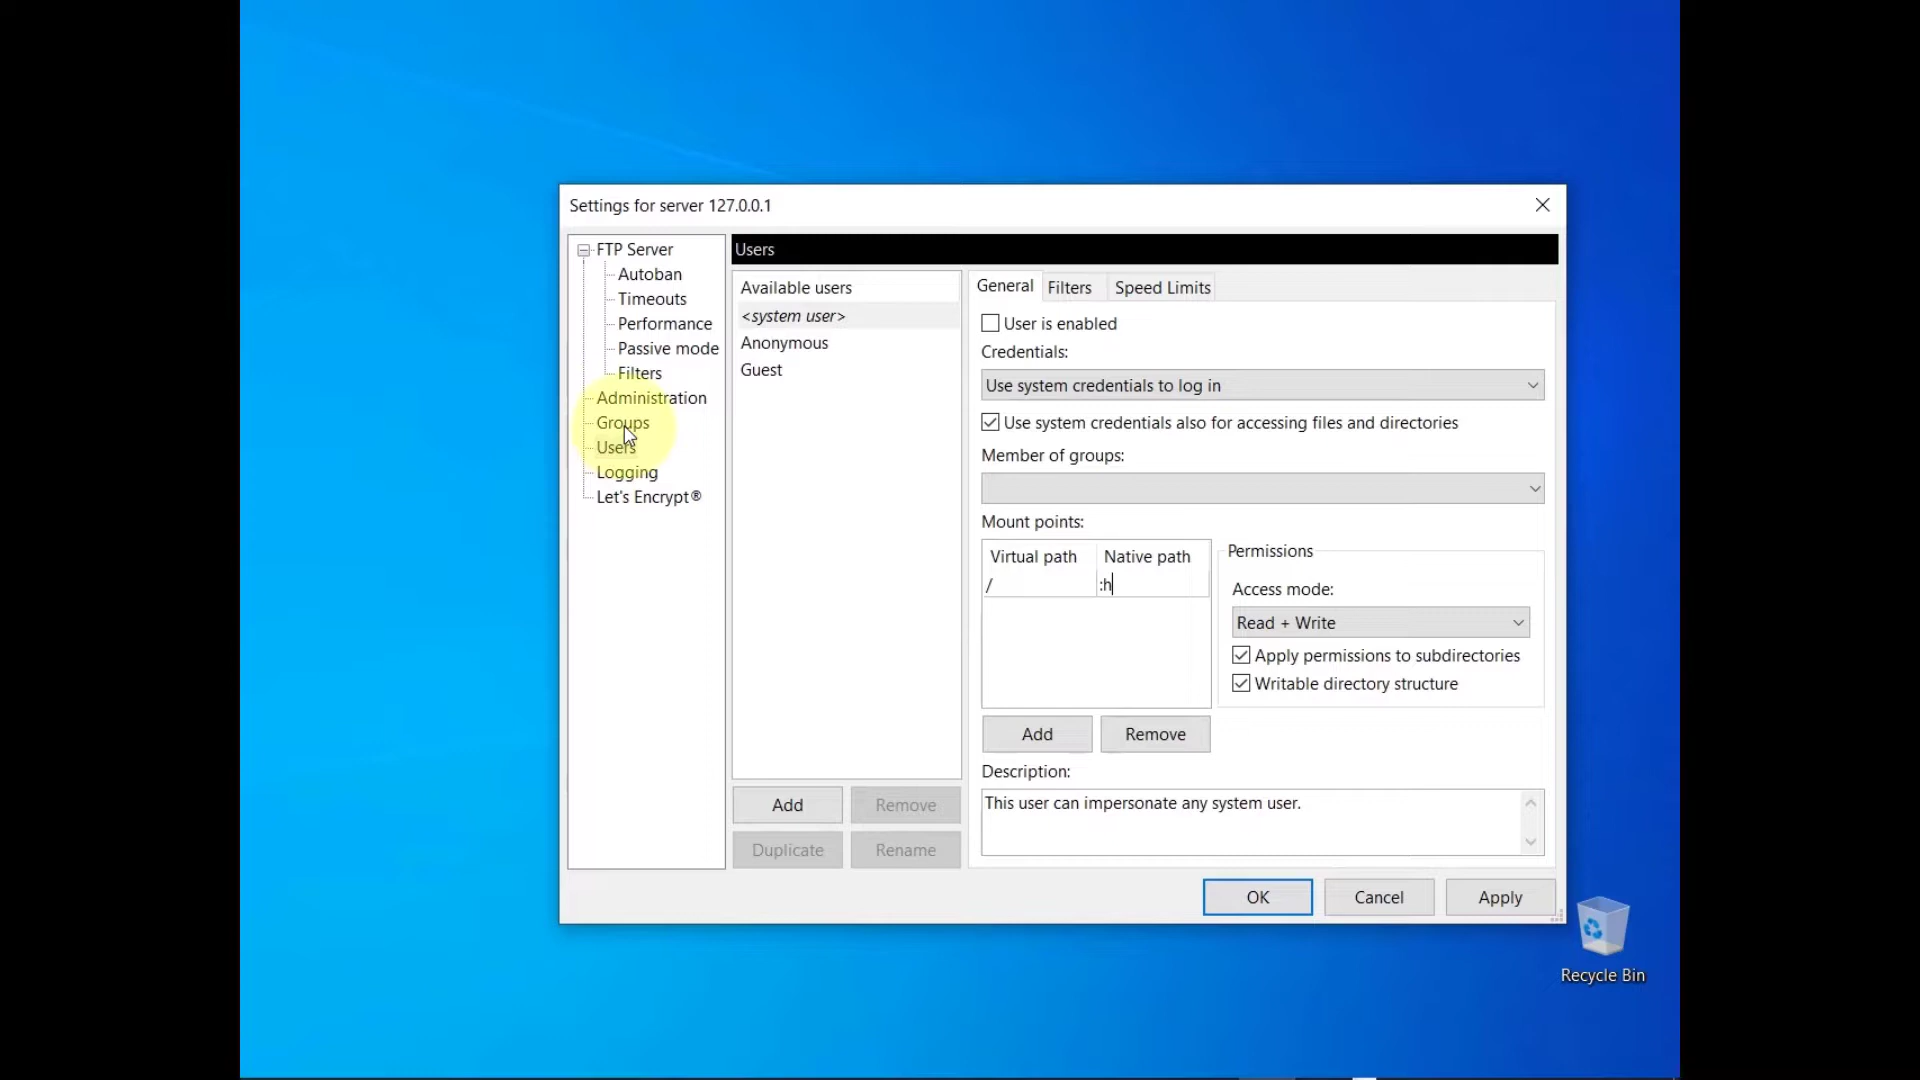 Settings for server 127.0.0.1
FTP Server
Autoban
Timeouts
Performance
Passive mode
Filters
Administration
Groups
Users
Logging
Let's Encrypt®
Users
Available users
<system user>
Anonymous
Guest
Add
Remove
Duplicate
Rename
General
Filters
Speed Limits
User is enabled
Credentials:
Use system credentials to log in
Use system credentials also for accessing files and directories
Member of groups:
Mount points:
Virtual path
Native path
/
:h
Permissions
Access mode:
Read + Write
Apply permissions to subdirectories
Writable directory structure
Add
Remove
Description:
This user can impersonate any system user.
OK
Cancel
Apply
Recycle Bin